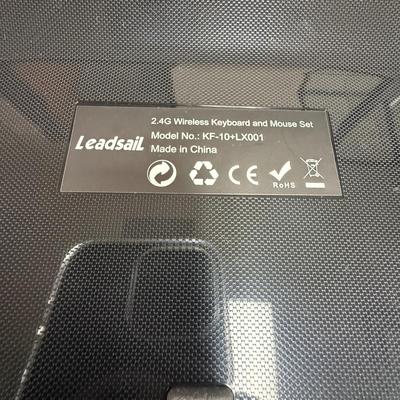 2.4G Wireless Keyboard and Mouse Set
Leadsail
Model No.: KF-10+LX001
Made in China
CE
RoHS